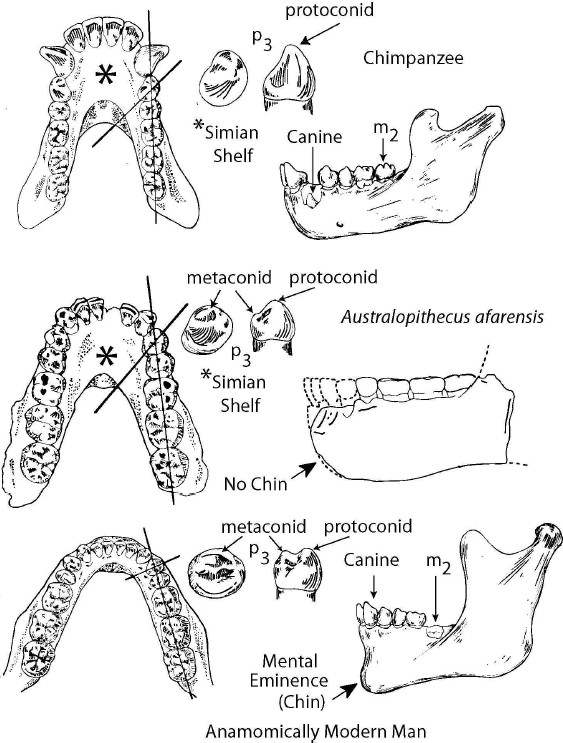 protoconid
p3
Chimpanzee
*Simian
Shelf
Canine
m2
*
metaconid
protoconid
Australopithecus afarensis
p3
*
*Simian
Shelf
No Chin
metaconid
protoconid
p3
Canine
m2
Mental
Eminence
(Chin)
Anamomically Modern Man